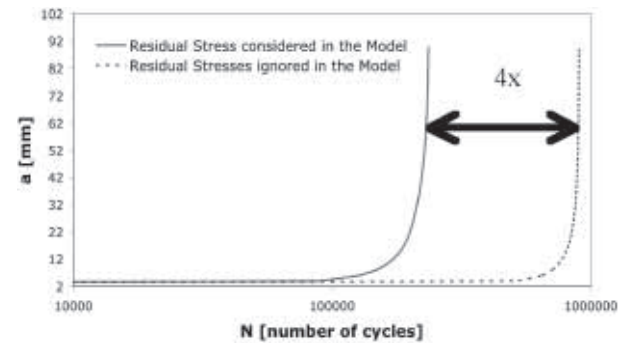 102
92
82
72
62
52
42
32
22
12
2
a [mm]
Residual Stress considered in the Model
Residual Stresses ignored in the Model
4x
10000
100000
1000000
N [number of cycles]